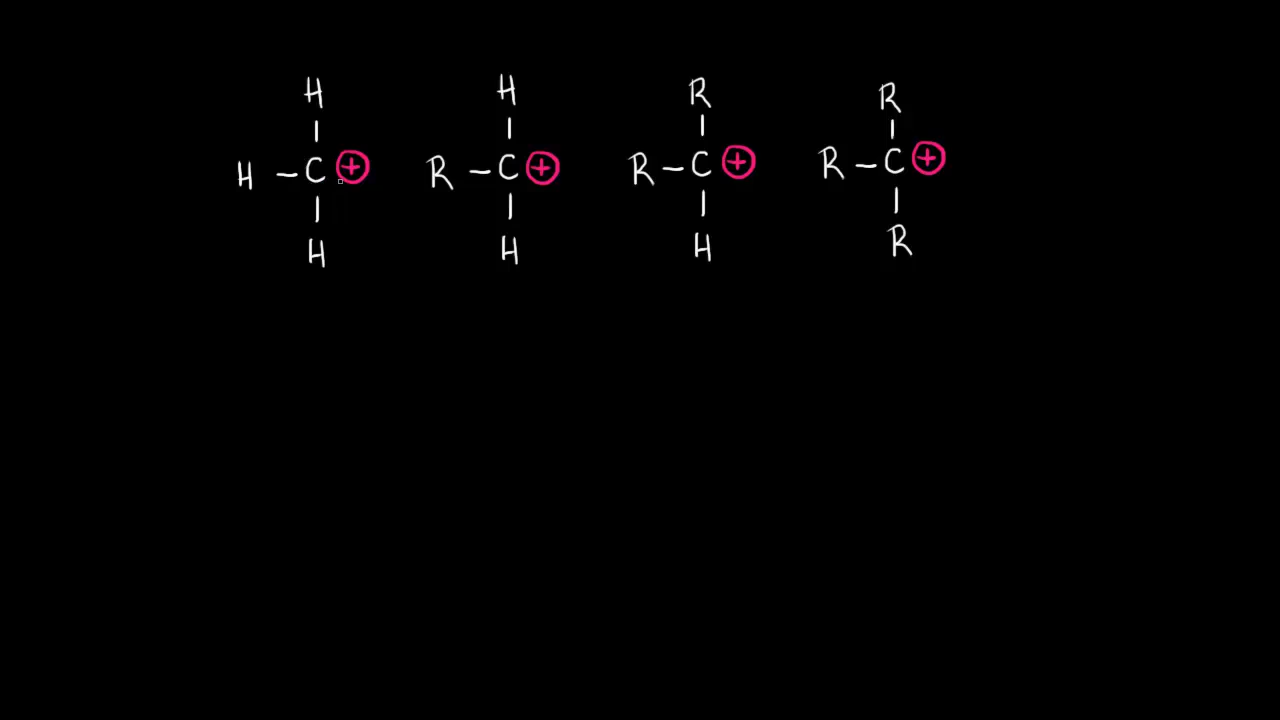 H H R R
H – C ⊕ R – C ⊕ R – C ⊕ R – C ⊕
H H H R